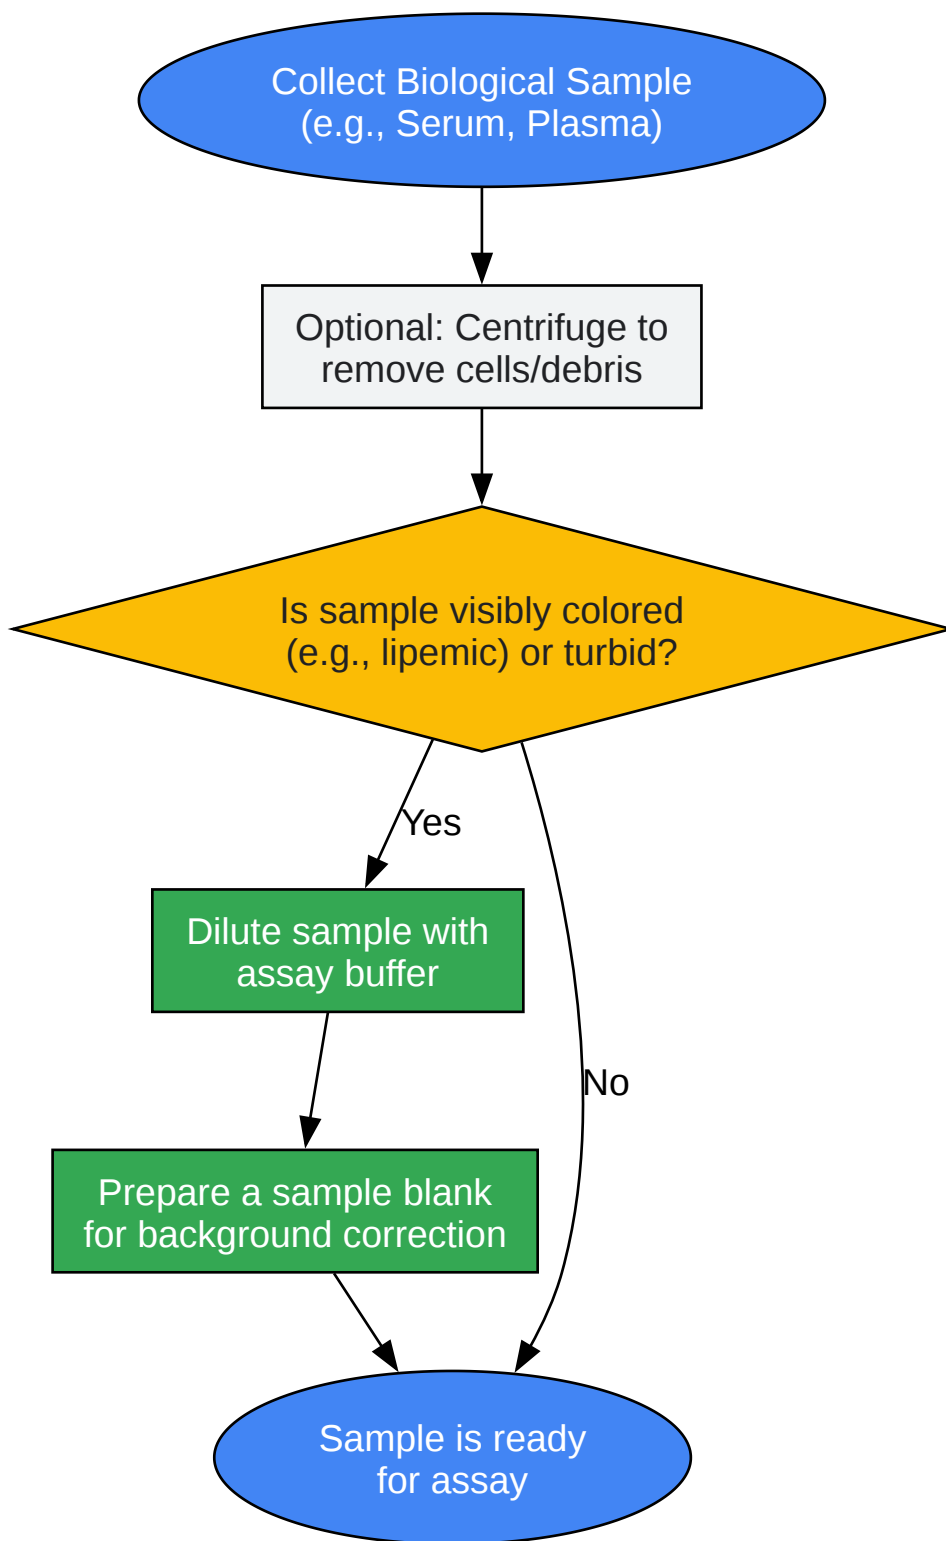 Collect Biological Sample
(e.g., Serum, Plasma)
Optional: Centrifuge to
remove cells/debris
Is sample visibly colored
(e.g., lipemic) or turbid?
Yes
Dilute sample with
assay buffer
No
Prepare a sample blank
for background correction
Sample is ready
for assay